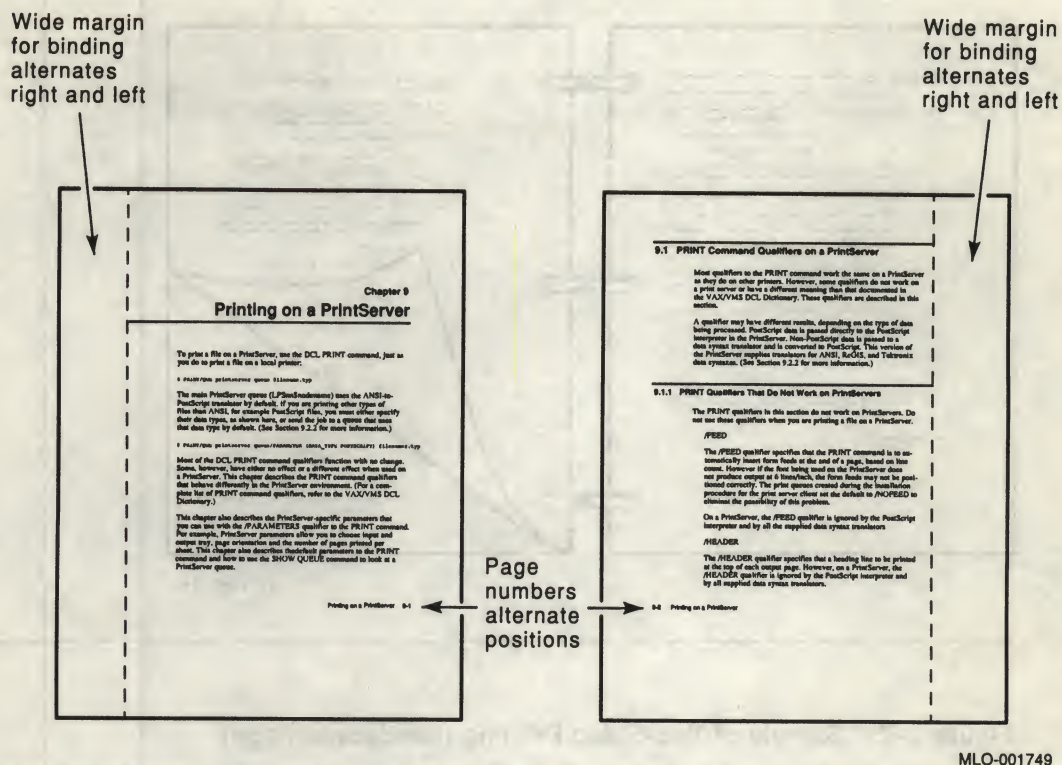 Wide margin
for binding
alternates
right and left
Wide margin
for binding
alternates
right and left
Chapter 9
Printing on a PrintServer
To print a file on a PrintServer, use the DCL PRINT command, just as
you do to print a file on a local printer:
$ PRINT/QUE printserver queue filename.typ
The main PrintServer queue (LPSnn$nodename) uses the ANSI-to-
PostScript translator by default. If you are printing other types of
files than ANSI, for example PostScript files, you must either specify
their data types, as shown here, or send the job to a queue that uses
that data type by default. (See Section 9.2.2 for more information.)
$ PRINT/QUE printserver queue/PARAMETER (DATA_TYPE POSTSCRIPT) filename.typ
Most of the DCL PRINT command qualifiers function with no change.
Some, however, have either no effect or a different effect when used on
a PrintServer. This chapter describes the PRINT command qualifiers
that behave differently in the PrintServer environment. (For a com-
plete list of PRINT command qualifiers, refer to the VAX/VMS DCL
Dictionary.)
This chapter also describes the PrintServer-specific parameters that
you can use with the /PARAMETERS qualifier to the PRINT command.
For example, PrintServer parameters allow you to choose input and
output tray, page orientation and the number of pages printed per
sheet. This chapter also describes thedefault parameters to the PRINT
command and how to use the SHOW QUEUE command to look at a
PrintServer queue.
Printing on a PrintServer 9-1
9.1 PRINT Command Qualifiers on a PrintServer
Most qualifiers to the PRINT command work the same on a PrintServer
as they do on other printers. However, some qualifiers do not work on
a print server or have a different meaning than that documented in
the VAX/VMS DCL Dictionary. These qualifiers are described in this
section.
A qualifier may have different results, depending on the type of data
being processed. PostScript data is passed directly to the PostScript
interpreter in the PrintServer. Non-PostScript data is passed to a
data syntax translator and is converted to PostScript. This version of
the PrintServer supplies translators for ANSI, ReGIS, and Tektronix
data syntaxes. (See Section 9.2.2 for more information.)
9.1.1 PRINT Qualifiers That Do Not Work on PrintServers
The PRINT qualifiers in this section do not work on PrintServers. Do
not use these qualifiers when you are printing a file on a PrintServer.
/FEED
The /FEED qualifier specifies that the PRINT command is to au-
tomatically insert form feeds at the end of a page, based on line
count. However if the font being used on the PrintServer does
not produce output at 6 lines/inch, the form feeds may not be posi-
tioned correctly. The print queues created during the installation
procedure for the print server client set the default to /NOFEED to
eliminate the possibility of this problem.
On a PrintServer, the /FEED qualifier is ignored by the PostScript
interpreter and by all the supplied data syntax translators
/HEADER
The /HEADER qualifier specifies that a heading line to be printed
at the top of each output page. However, on a PrintServer, the
/HEADER qualifier is ignored by the PostScript interpreter and
by all supplied data syntax translators.
9-2 Printing on a PrintServer
Page
numbers
alternate
positions
MLO-001749